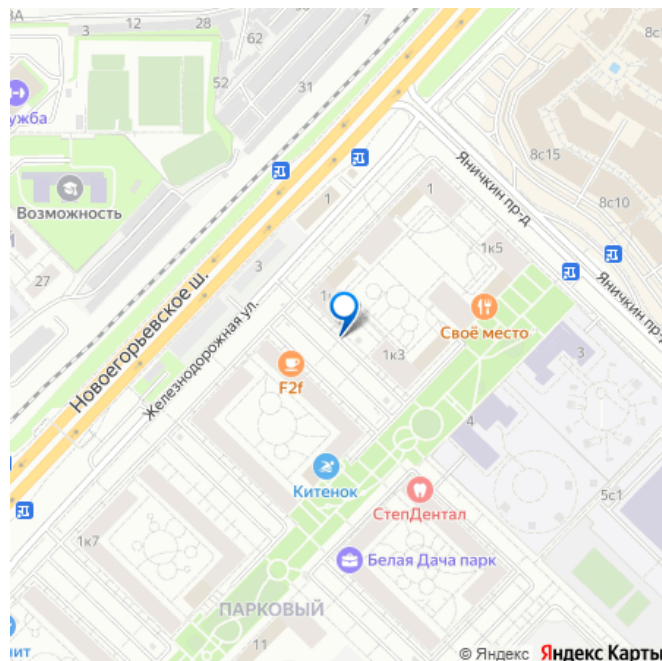 3
12
28
7
62
52
31
8с15
8с10
ужба
Возможность
27
1
3
1
1к5
1к3
Яничкин пр-д
Яничкин пр-д
Новоегорьевское ш.
Железнодорожная ул.
Своё место
F2f
3
4
5с1
Китенок
СтепДентал
1к7
Белая Дача парк
ПАРКОВЫЙ
11
© Яндекс Яндекс Карты